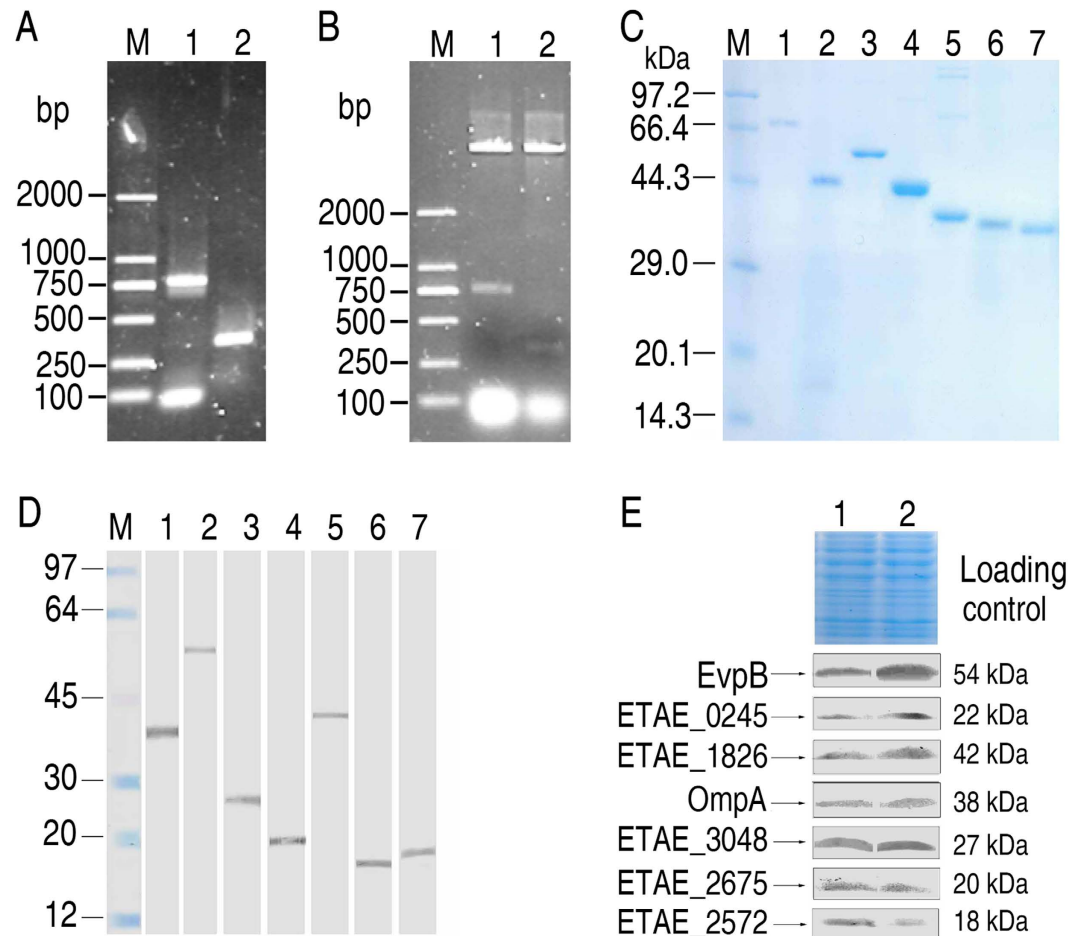 A
M 1 2
bp
2000
1000
750
500
250
100
B
M 1 2
bp
2000
1000
750
500
250
100
C
kDa
M 1 2 3 4 5 6 7
97.2
66.4
44.3
29.0
20.1
14.3
D
M 1 2 3 4 5 6 7
97
64
45
30
20
12
E
1 2
Loading
control
EvpB 54 kDa
ETAE_0245 22 kDa
ETAE_1826 42 kDa
OmpA 38 kDa
ETAE_3048 27 kDa
ETAE_2675 20 kDa
ETAE_2572 18 kDa